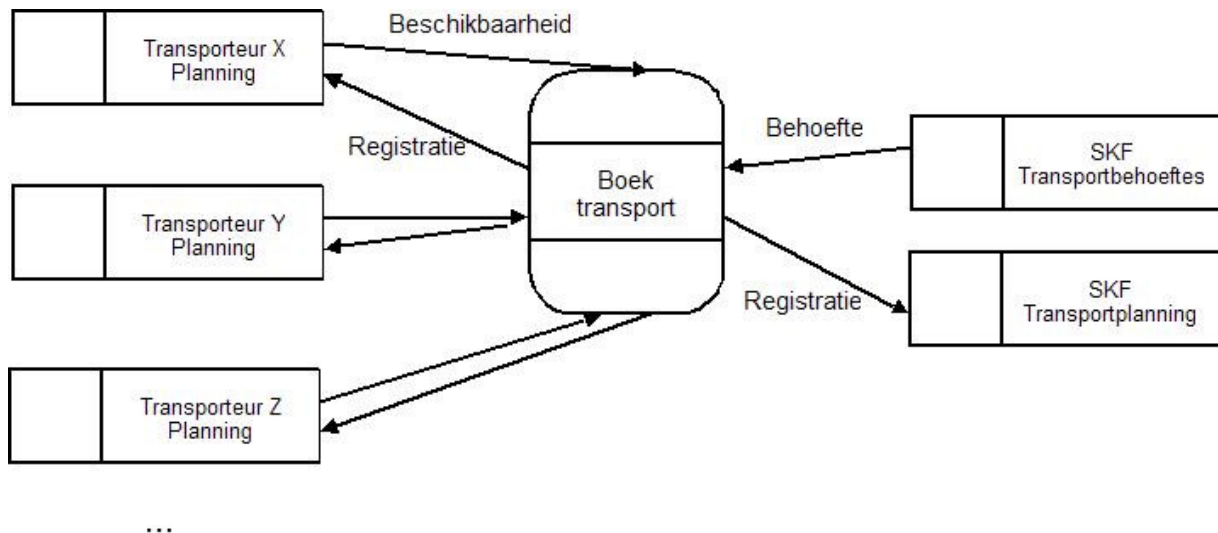 Beschikbaarheid
Transporteur X
Planning
Registratie
Behoefte
SKF
Transportbehoeftes
Boek
transport
Transporteur Y
Planning
Registratie
SKF
Transportplanning
Transporteur Z
Planning
...